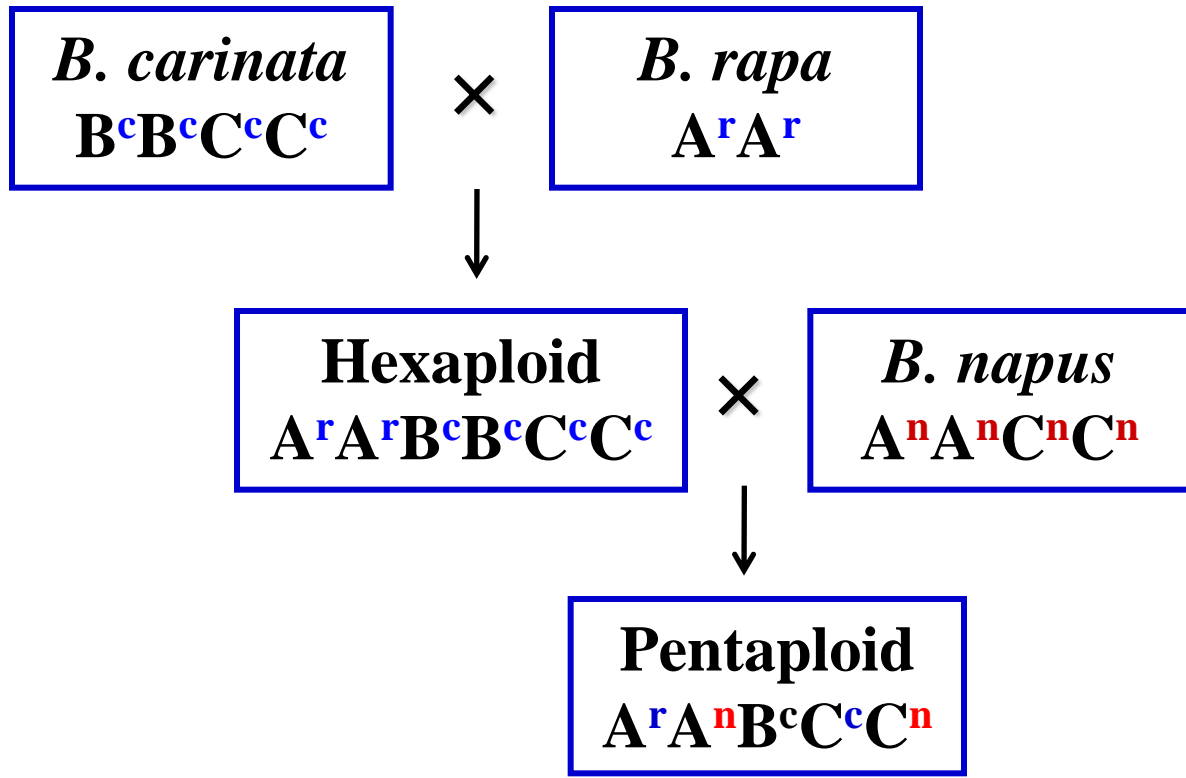 B. carinata
BᶜBᶜCᶜCᶜ
×
B. rapa
AʳAʳ
Hexaploid
AʳAʳBᶜBᶜCᶜCᶜ
×
B. napus
AⁿAⁿCⁿCⁿ
Pentaploid
AʳAⁿBᶜCᶜCⁿ